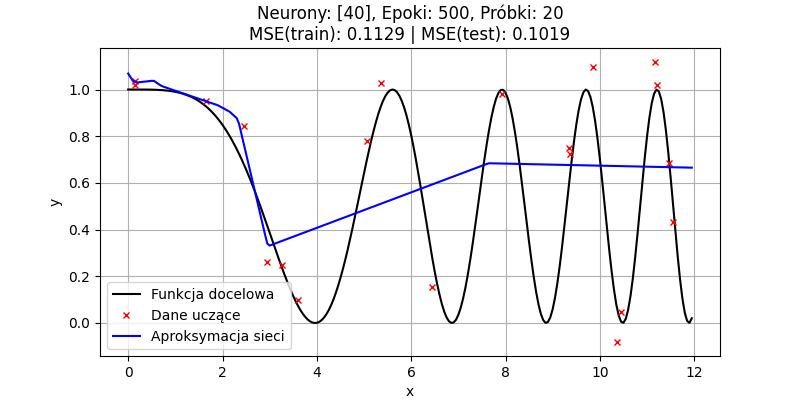 Neurony: [40], Epoki: 500, Próbki: 20
MSE(train): 0.1129 | MSE(test): 0.1019
1.0
0.8
0.6
0.4
0.2
0.0
y
Funkcja docelowa
Dane uczące
Aproksymacja sieci
0 2 4 6 8 10 12
x